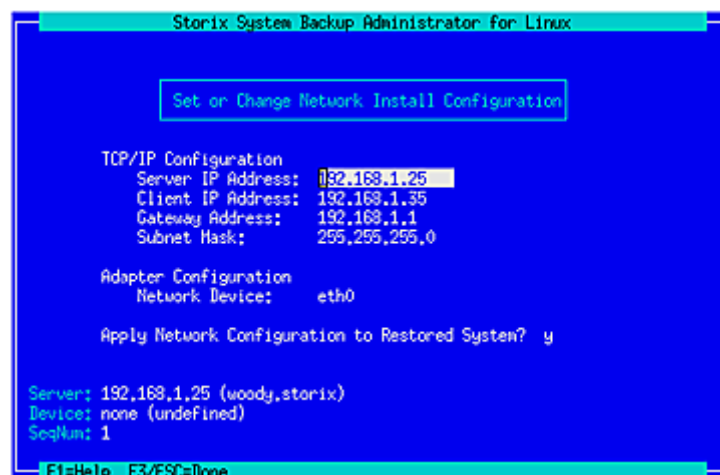 Storix System Backup Administrator for Linux
Set or Change Network Install Configuration
TCP/IP Configuration
Server IP Address: 192.168.1.25
Client IP Address: 192.168.1.35
Gateway Address: 192.168.1.1
Subnet Mask: 255.255.255.0
Adapter Configuration
Network Device: eth0
Apply Network Configuration to Restored System? y
Server: 192.168.1.25 (woody.storix)
Device: none (undefined)
SeqNum: 1
F1=Help F3/ESC=Done